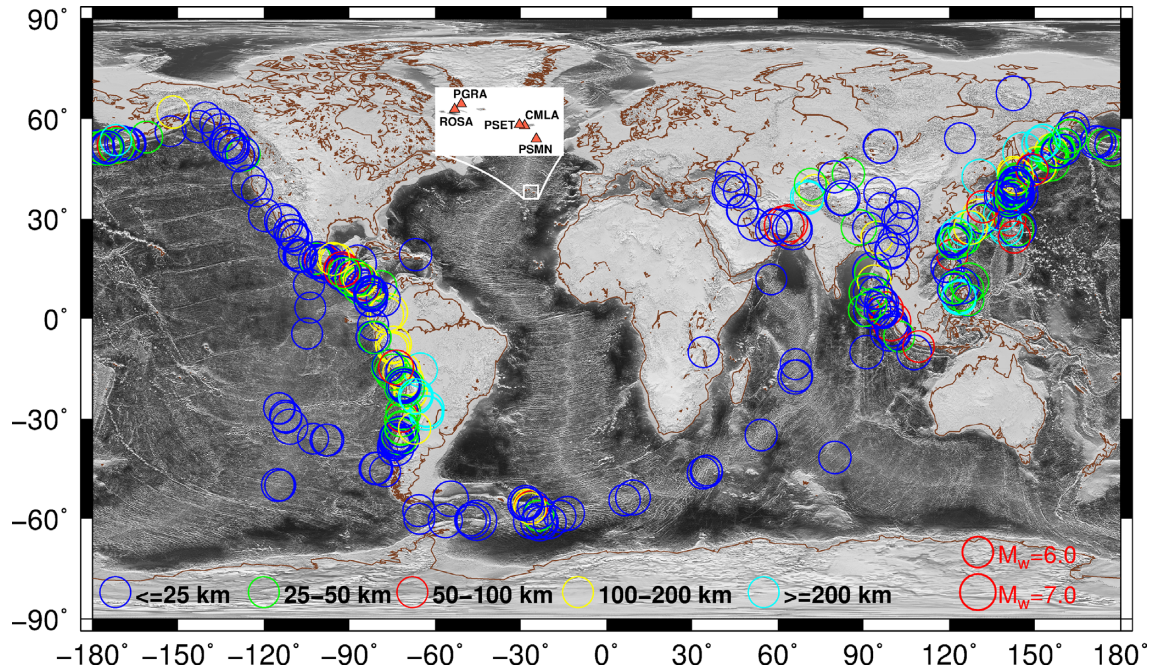 90°
60°
30°
0°
−30°
−60°
−90°
PGRA
ROSA
PSET
CMLA
PSMN
Mw=6.0
<=25 km
25−50 km
50−100 km
100−200 km
>=200 km
Mw=7.0
−180°
−150°
−120°
−90°
−60°
−30°
0°
30°
60°
90°
120°
150°
180°